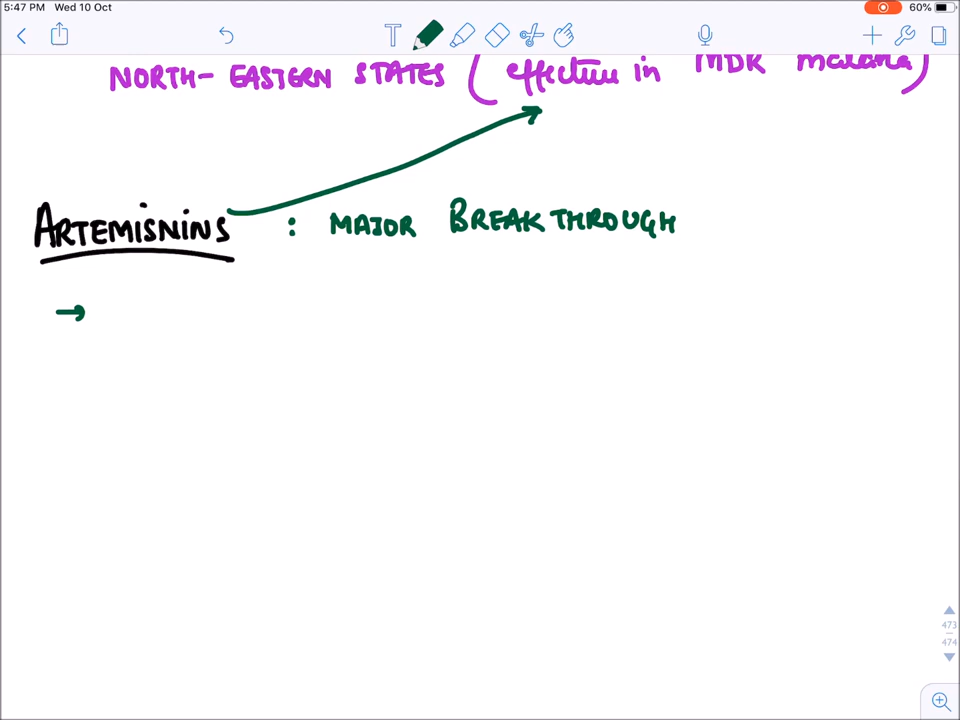 5:47 PM Wed 10 Oct 60%
T
NORTH-EASTERN STATES (effective in MDR malaria)
ARTEMISNINS : MAJOR BREAKTHROUGH
→
473
474